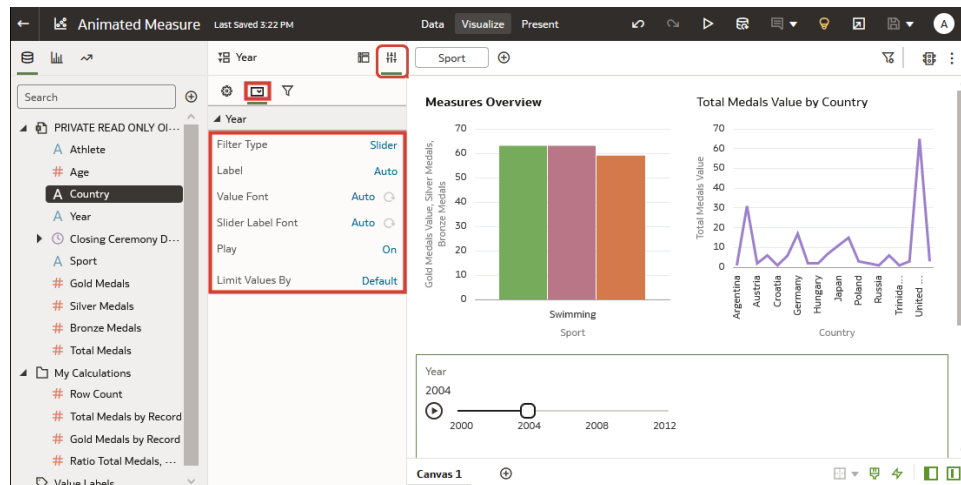 Animated Measure
Last Saved 3:22 PM
Data
Visualize
Present
A
Search
PRIVATE READ ONLY Ol···
A Athlete
# Age
A Country
A Year
Closing Ceremony D···
A Sport
# Gold Medals
# Silver Medals
# Bronze Medals
# Total Medals
My Calculations
# Row Count
# Total Medals by Record
# Gold Medals by Record
# Ratio Total Medals, ···
Value Labels
Year
Year
Filter Type Slider
Label Auto
Value Font Auto
Slider Label Font Auto
Play On
Limit Values By Default
Sport
Measures Overview
Gold Medals Value, Silver Medals,
Bronze Medals
70
60
50
40
30
20
10
0
Swimming
Sport
Total Medals Value by Country
Total Medals Value
70
60
50
40
30
20
10
0
Argentina
Austria
Croatia
Germany
Hungary
Japan
Poland
Russia
Trinida...
United ...
Country
Year
2004
2000 2004 2008 2012
Canvas 1